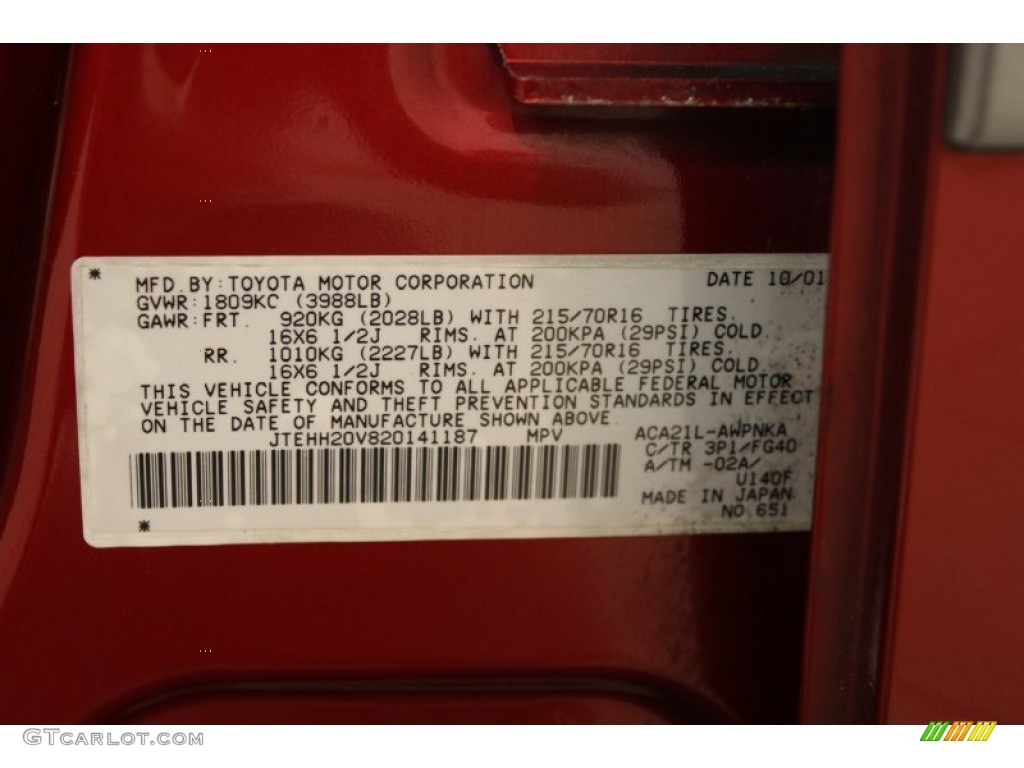 MFD. BY: TOYOTA MOTOR CORPORATION DATE 10/01
GVWR: 1809KC (3988LB)
GAWR: FRT. 920KG (2028LB) WITH 215/70R16 TIRES.
16X6 1/2J RIMS. AT 200KPA (29PSI) COLD.
RR. 1010KG (2227LB) WITH 215/70R16 TIRES.
16X6 1/2J RIMS. AT 200KPA (29PSI) COLD
THIS VEHICLE CONFORMS TO ALL APPLICABLE FEDERAL MOTOR
VEHICLE SAFETY AND THEFT PREVENTION STANDARDS IN EFFECT
ON THE DATE OF MANUFACTURE SHOWN ABOVE.
JTEHH20V820141187 MPV ACA21L-AWPNKA
C/TR 3P1/FG40
A/TM -02A/
U140F
MADE IN JAPAN
NO. 651
GTCarlot.com